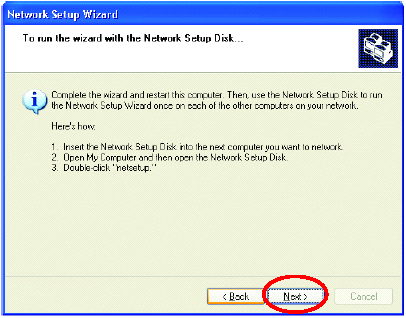 Network Setup Wizard
To run the wizard with the Network Setup Disk...
Complete the wizard and restart this computer. Then, use the Network Setup Disk to run
the Network Setup Wizard once on each of the other computers on your network.
Here's how:
1. Insert the Network Setup Disk into the next computer you want to network.
2. Open My Computer and then open the Network Setup Disk.
3. Double-click "netsetup."
< Back
Next >
Cancel